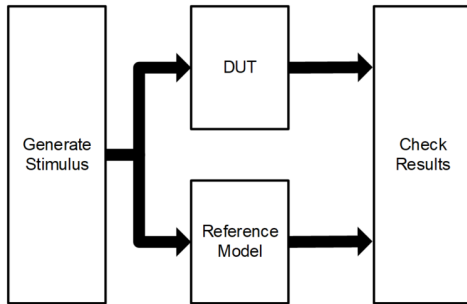 Generate
Stimulus
DUT
Reference
Model
Check
Results